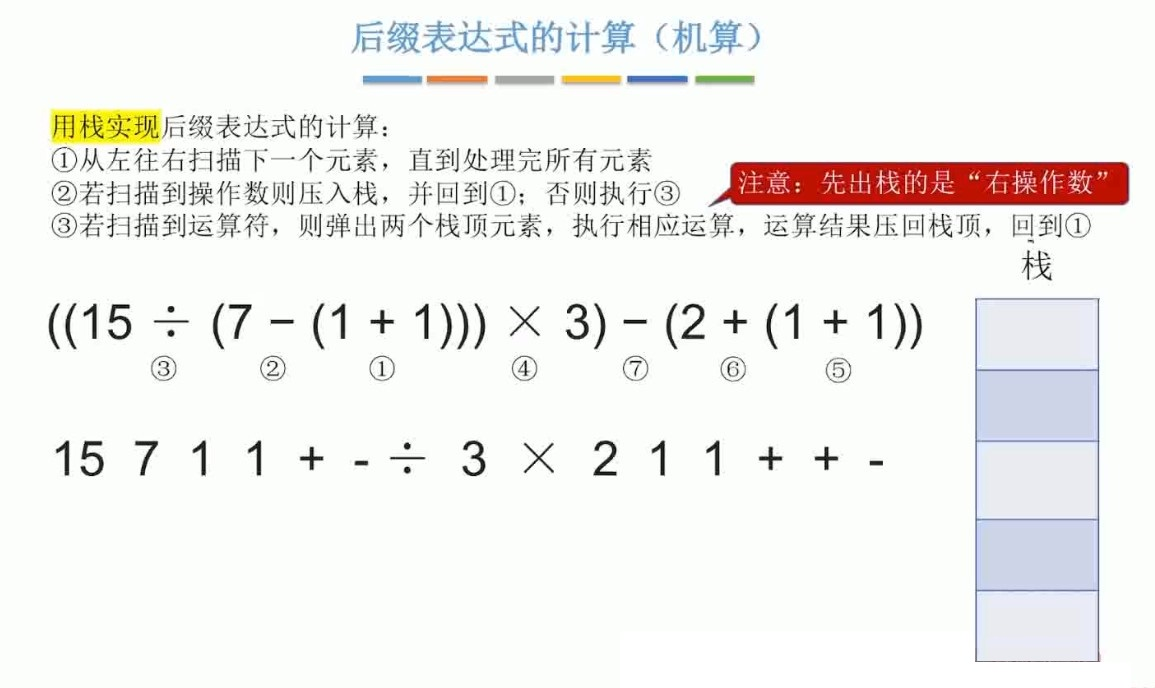 后缀表达式的计算（机算）
用栈实现后缀表达式的计算：
①从左往右扫描下一个元素，直到处理完所有元素
②若扫描到操作数则压入栈，并回到①；否则执行③
注意：先出栈的是“右操作数”
③若扫描到运算符，则弹出两个栈顶元素，执行相应运算，运算结果压回栈顶，回到①
栈
((15 ÷ (7 − (1 + 1))) × 3) − (2 + (1 + 1))
③ ② ① ④ ⑦ ⑥ ⑤
15 7 1 1 + - ÷ 3 × 2 1 1 + + -